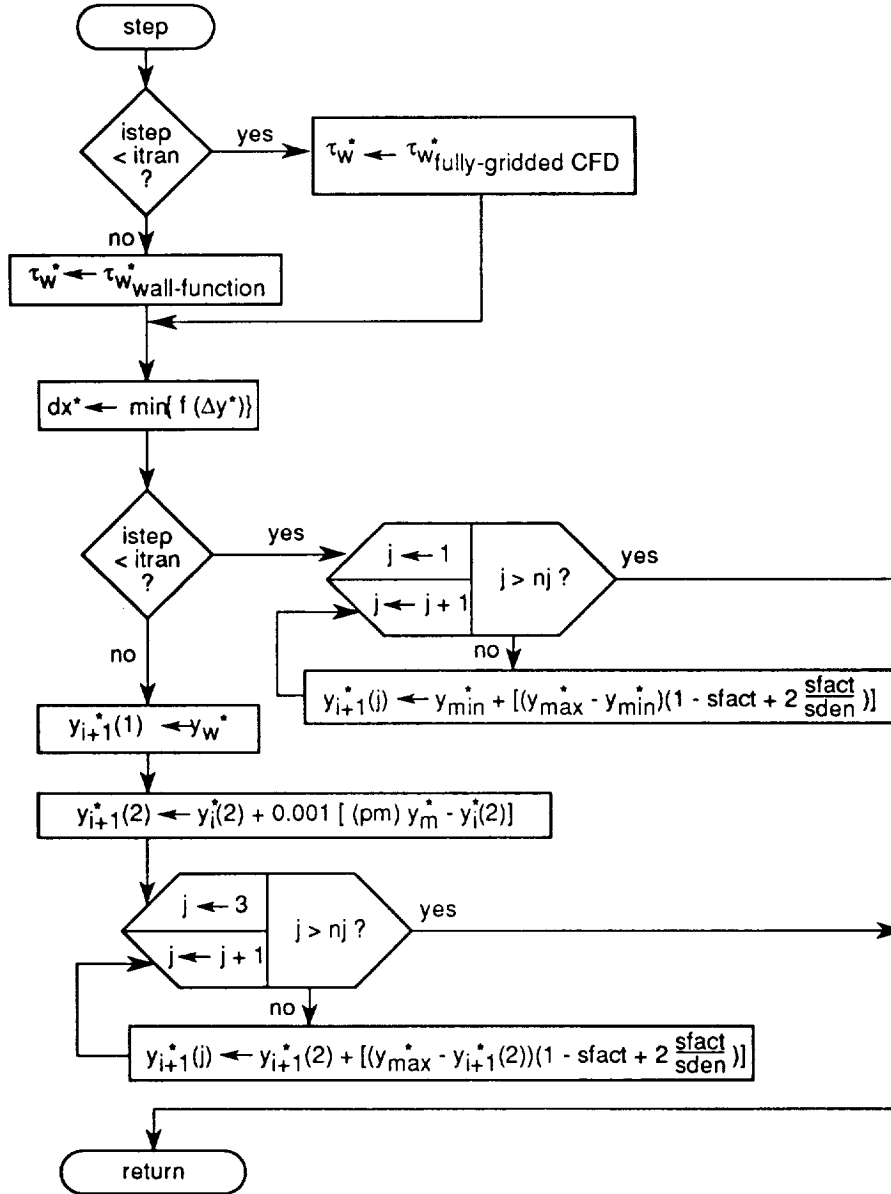 step
istep
< itran
?
yes
τw* ← τw* fully-gridded CFD
no
τw* ← τw* wall-function
dx* ← min{ f (Δy*)}
istep
< itran
?
yes
j ← 1
j ← j + 1
j > nj ?
yes
no
no
y*i+1(j) ← y*min + [(y*max - y*min)(1 - sfact + 2 sfact/sden )]
y*i+1(1) ← yw*
y*i+1(2) ← y*i(2) + 0.001 [ (pm) y*m - y*i(2)]
j ← 3
j ← j + 1
j > nj ?
yes
no
y*i+1(j) ← y*i+1(2) + [(y*max - y*i+1(2))(1 - sfact + 2 sfact/sden )]
return